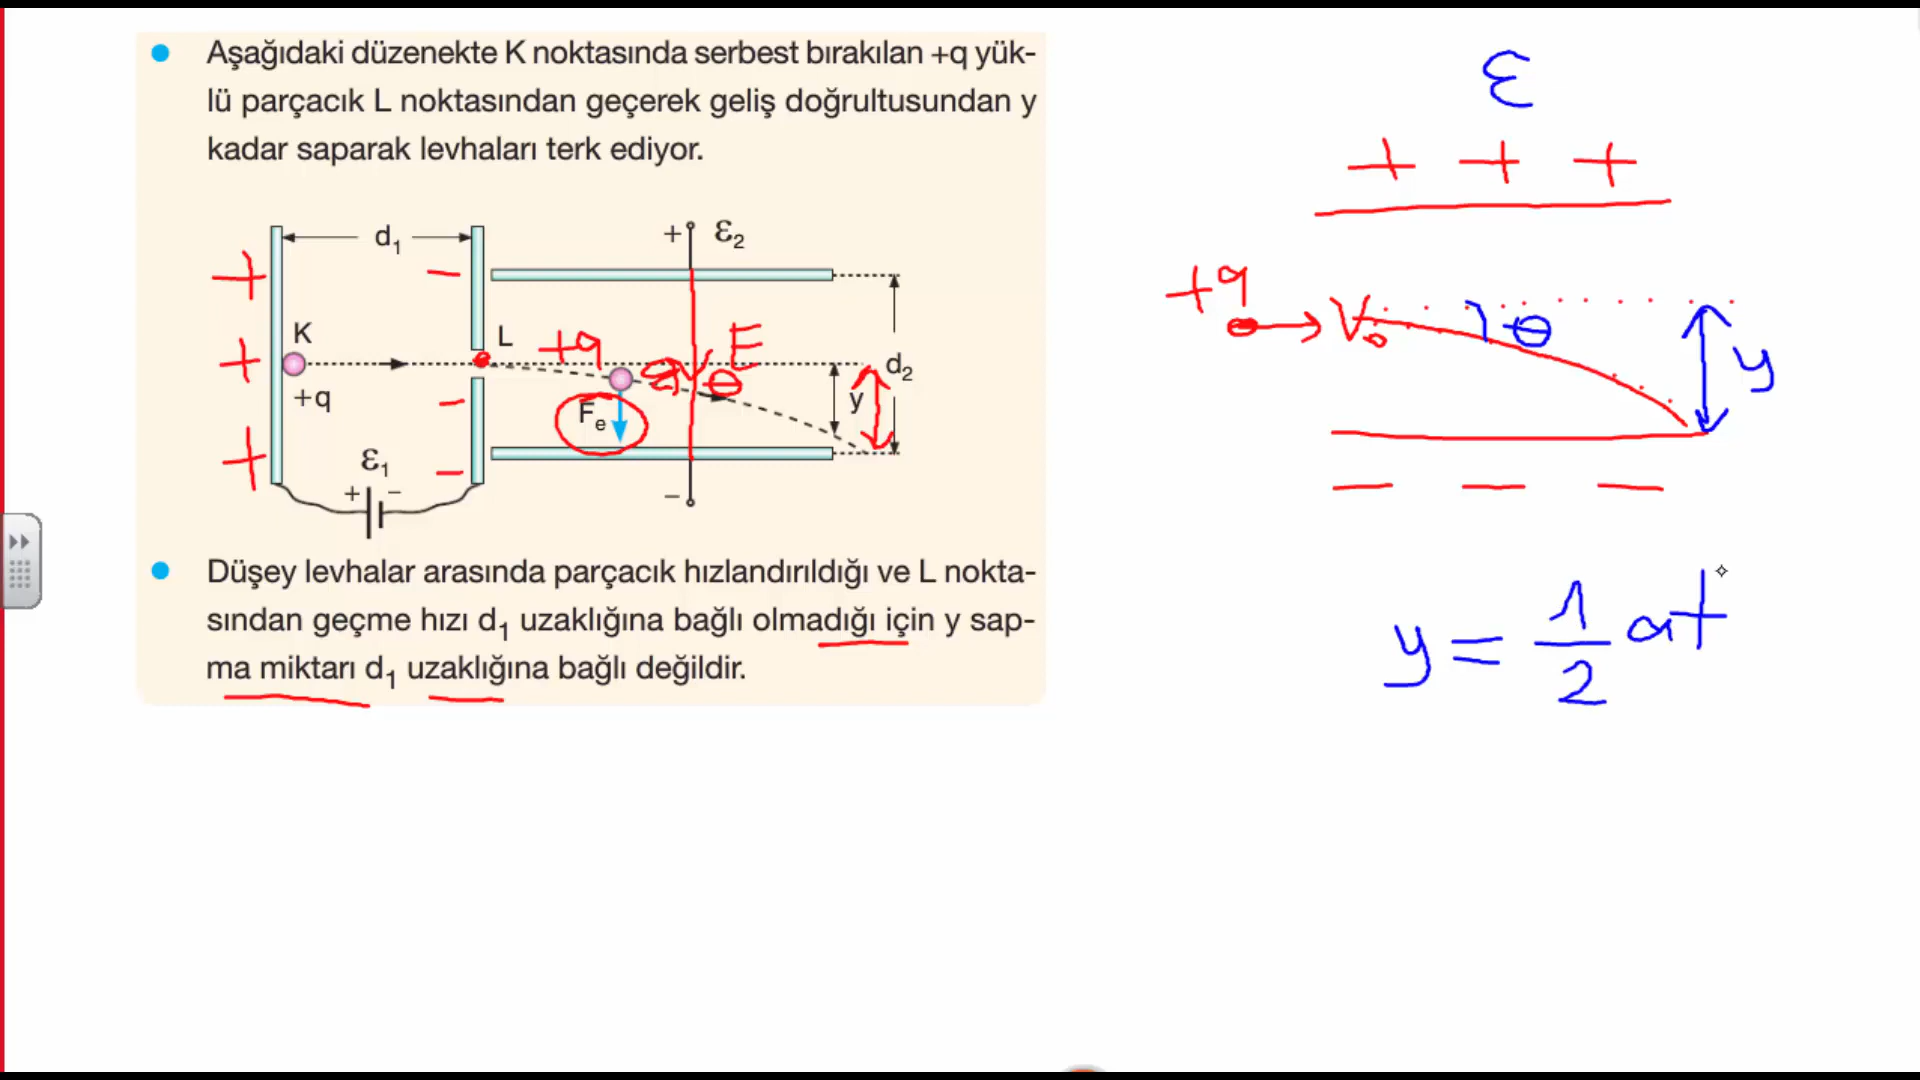 Aşağıdaki düzenekte K noktasında serbest bırakılan +q yük-
lü parçacık L noktasından geçerek geliş doğrultusundan y
kadar saparak levhaları terk ediyor.
d₁
+ ε₂
+ −
K
L
+q
E
+q
θ
d₂
+ −
Fe
y
ε₁
+ −
+ −
−
Düşey levhalar arasında parçacık hızlandırıldığı ve L nokta-
sından geçme hızı d₁ uzaklığına bağlı olmadığı için y sap-
ma miktarı d₁ uzaklığına bağlı değildir.
ε
+ + +
+q
V₀
θ
y
− − −
y = 1/2 at